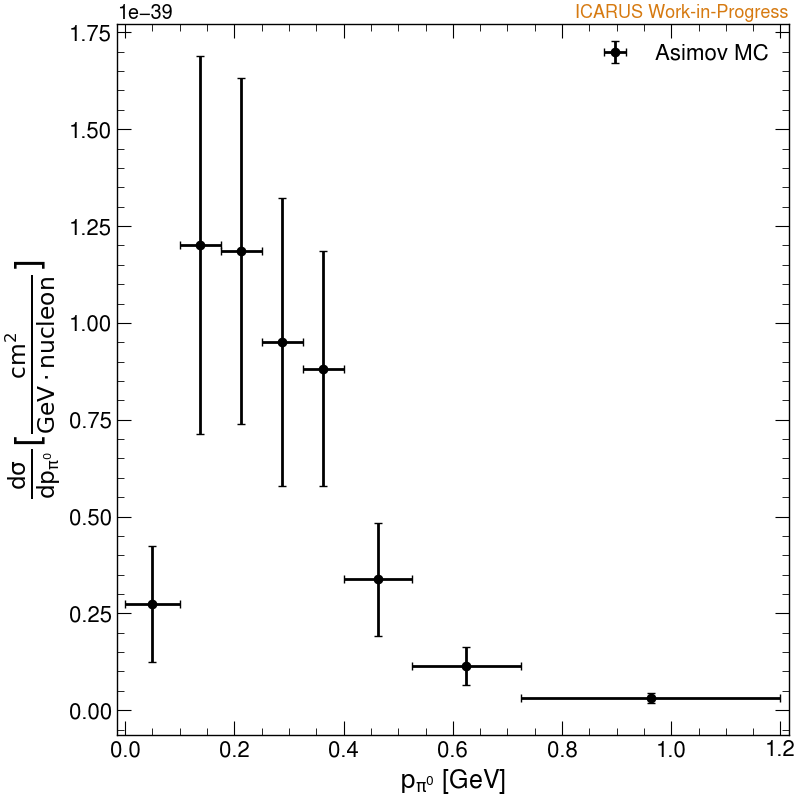 1e−39
ICARUS Work-in-Progress
Asimov MC
1.75
1.50
1.25
1.00
0.75
0.50
0.25
0.00
dσ/dpπ⁰ [cm²/GeV · nucleon]
0.0 0.2 0.4 0.6 0.8 1.0 1.2
pπ⁰ [GeV]